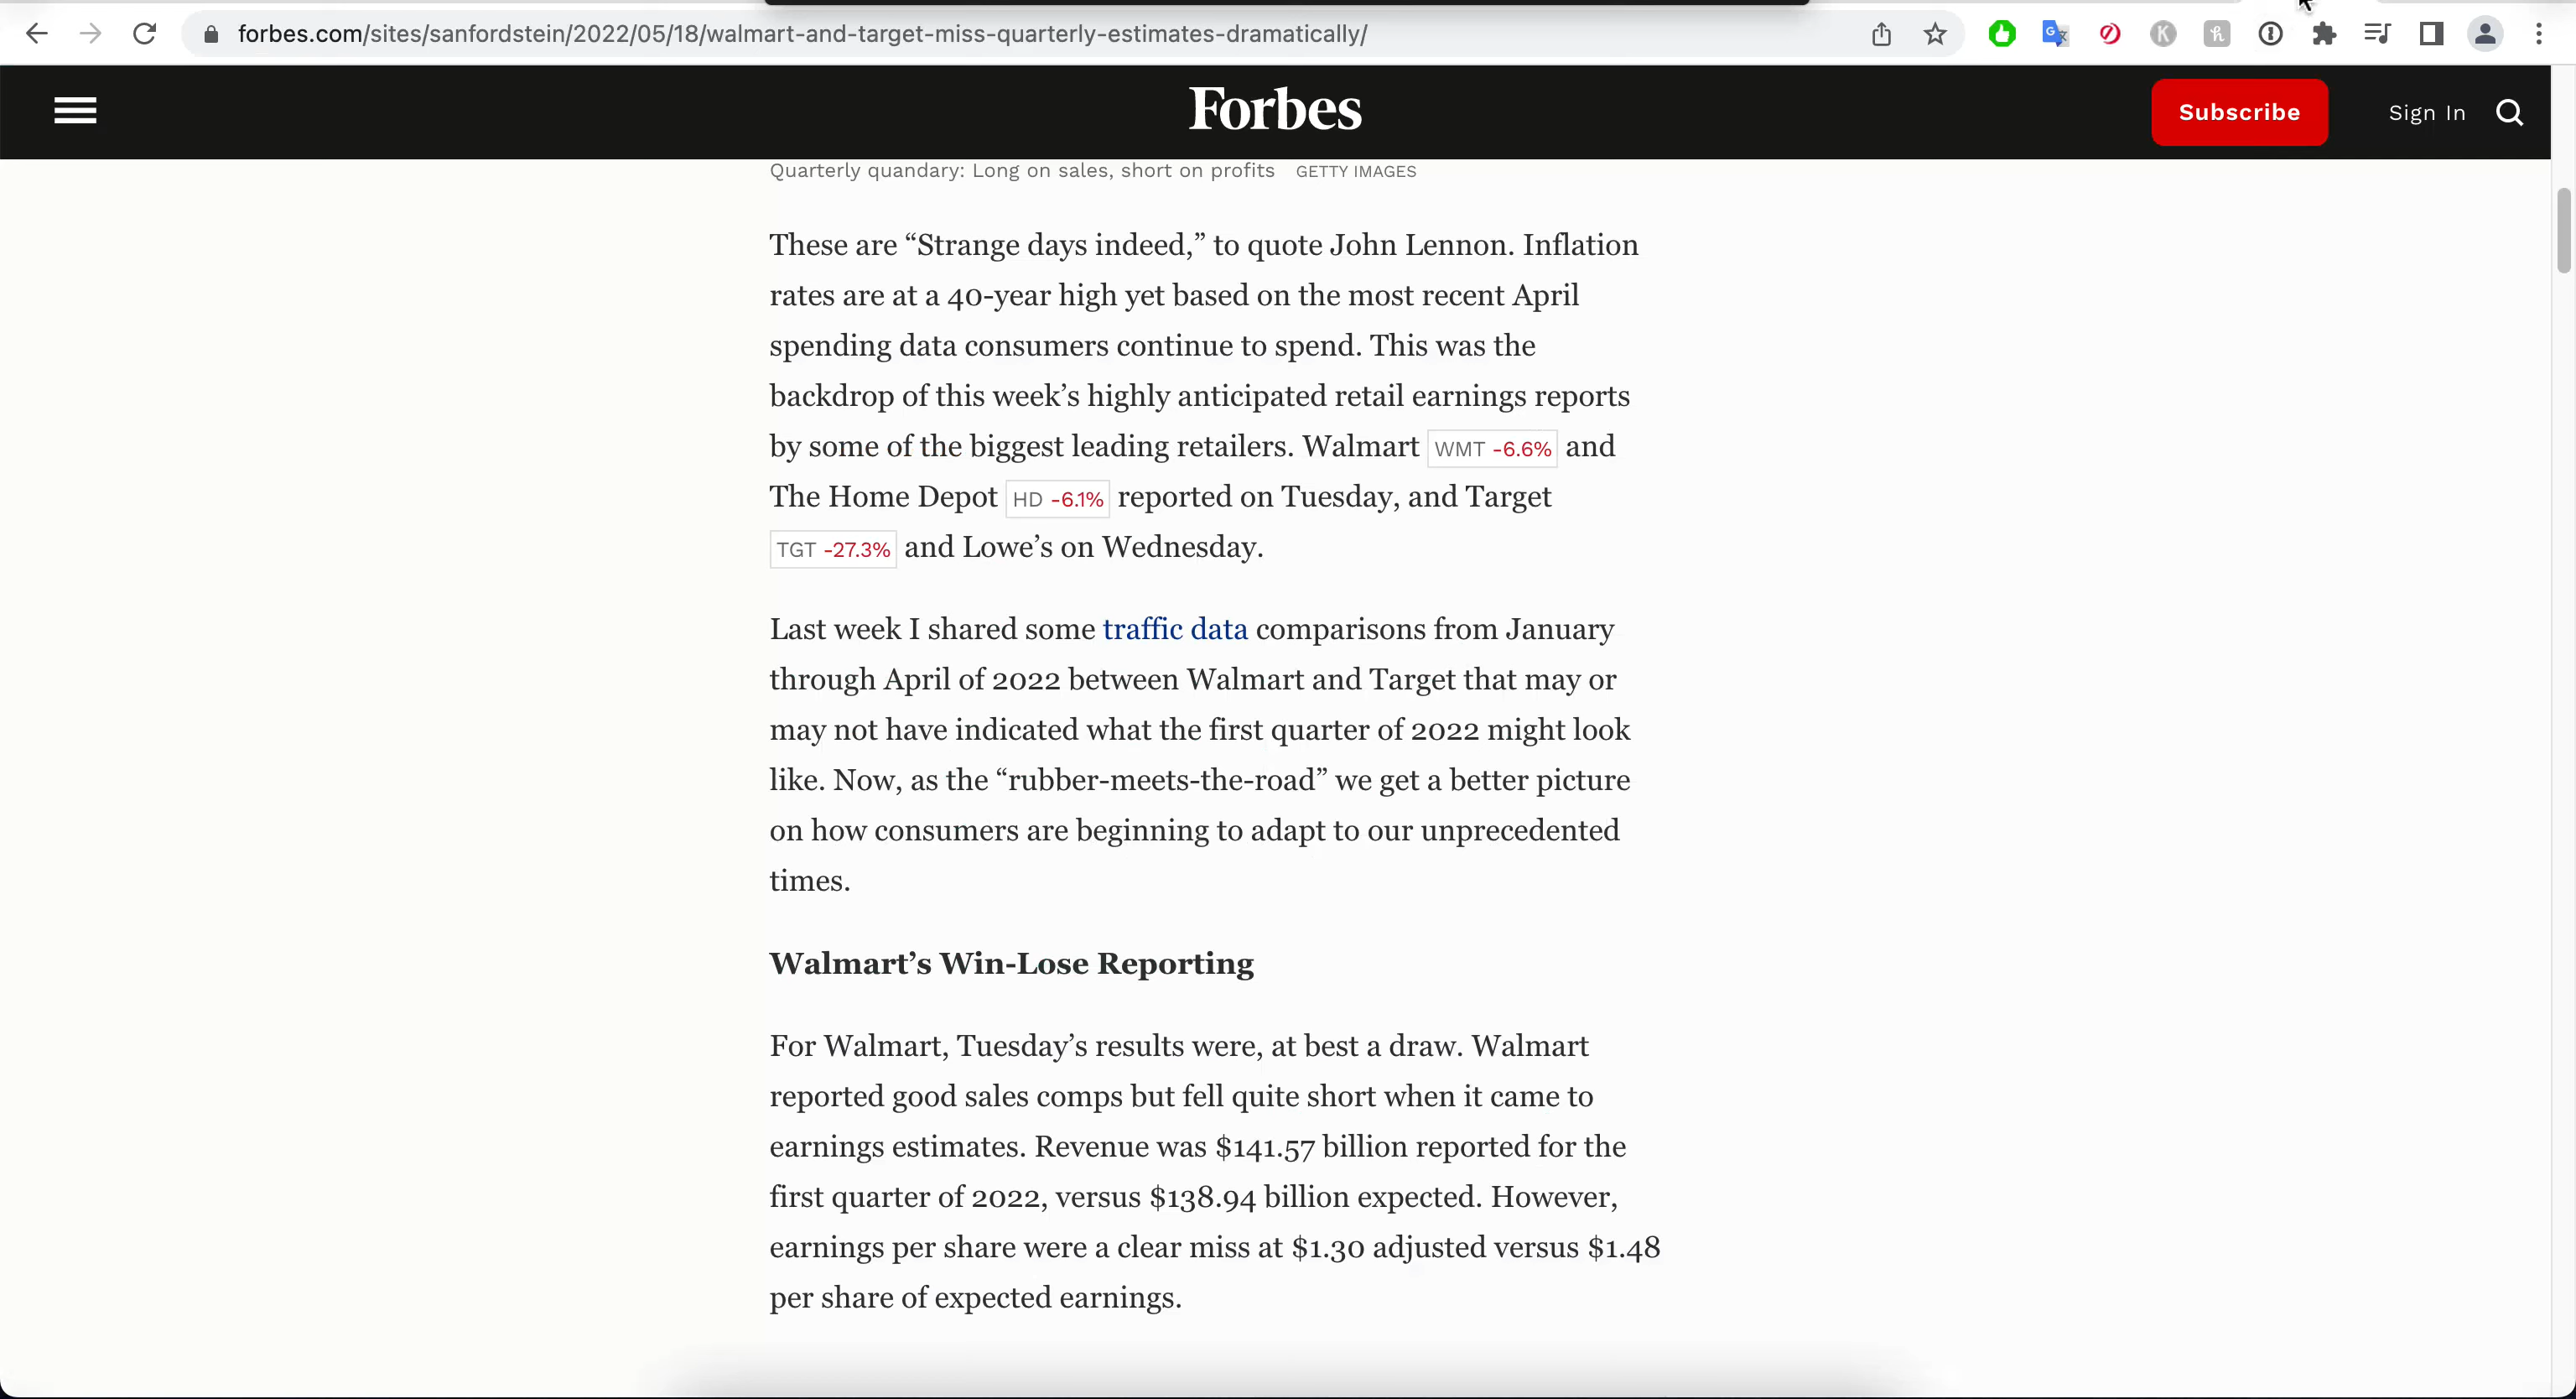 forbes.com/sites/sanfordstein/2022/05/18/walmart-and-target-miss-quarterly-estimates-dramatically/
Forbes
Subscribe
Sign In
Quarterly quandary: Long on sales, short on profits GETTY IMAGES
These are “Strange days indeed,” to quote John Lennon. Inflation
rates are at a 40-year high yet based on the most recent April
spending data consumers continue to spend. This was the
backdrop of this week’s highly anticipated retail earnings reports
by some of the biggest leading retailers. Walmart WMT -6.6% and
The Home Depot HD -6.1% reported on Tuesday, and Target
TGT -27.3% and Lowe’s on Wednesday.
Last week I shared some traffic data comparisons from January
through April of 2022 between Walmart and Target that may or
may not have indicated what the first quarter of 2022 might look
like. Now, as the “rubber-meets-the-road” we get a better picture
on how consumers are beginning to adapt to our unprecedented
times.
Walmart’s Win-Lose Reporting
For Walmart, Tuesday’s results were, at best a draw. Walmart
reported good sales comps but fell quite short when it came to
earnings estimates. Revenue was $141.57 billion reported for the
first quarter of 2022, versus $138.94 billion expected. However,
earnings per share were a clear miss at $1.30 adjusted versus $1.48
per share of expected earnings.